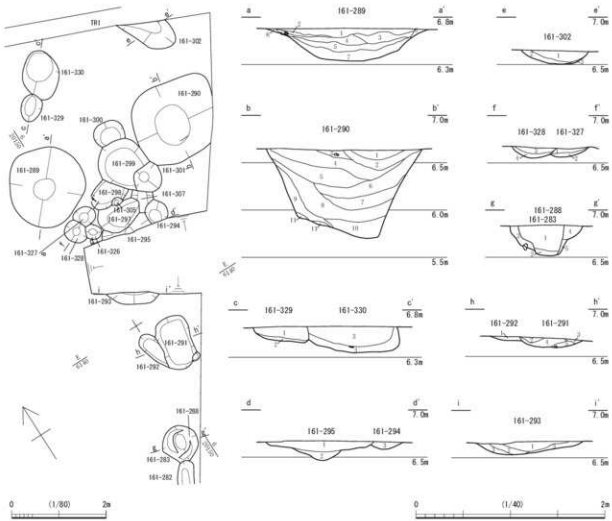 TR1
161-302
161-330
161-290
161-329
161-300
161-299
161-289
161-301
161-298
161-307
161-305
161-297
161-294
161-295
161-326
161-327
161-328
161-293
161-291
161-292
161-288
161-283
161-282
0 (1/80) 2m
a 161-289 a'
6.8m
6.3m
b 161-290 b'
7.0m
6.5m
6.0m
5.5m
c 161-329 161-330 c'
6.8m
6.3m
d 161-295 161-294 d'
7.0m
6.5m
e 161-302 e'
7.0m
6.5m
f 161-328 161-327 f'
7.0m
6.5m
g 161-288 g'
161-283 7.0m
6.5m
h 161-292 161-291 h'
7.0m
6.5m
i 161-293 i'
7.0m
6.5m
0 (1/40) 2m